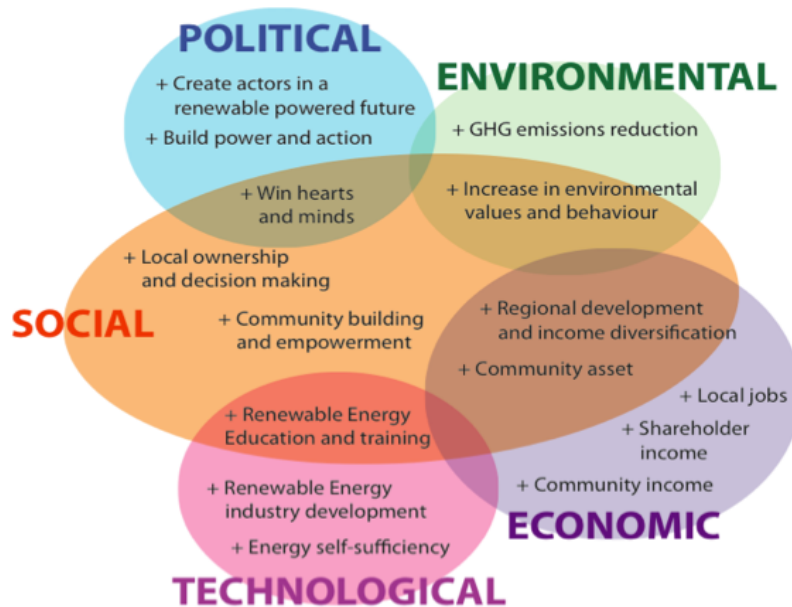 POLITICAL
+ Create actors in a
renewable powered future
+ Build power and action
ENVIRONMENTAL
+ GHG emissions reduction
+ Win hearts
and minds
+ Increase in environmental
values and behaviour
+ Local ownership
and decision making
SOCIAL
+ Community building
and empowerment
+ Regional development
and income diversification
+ Community asset
+ Local jobs
+ Shareholder
income
+ Community income
ECONOMIC
+ Renewable Energy
Education and training
+ Renewable Energy
industry development
+ Energy self-sufficiency
TECHNOLOGICAL